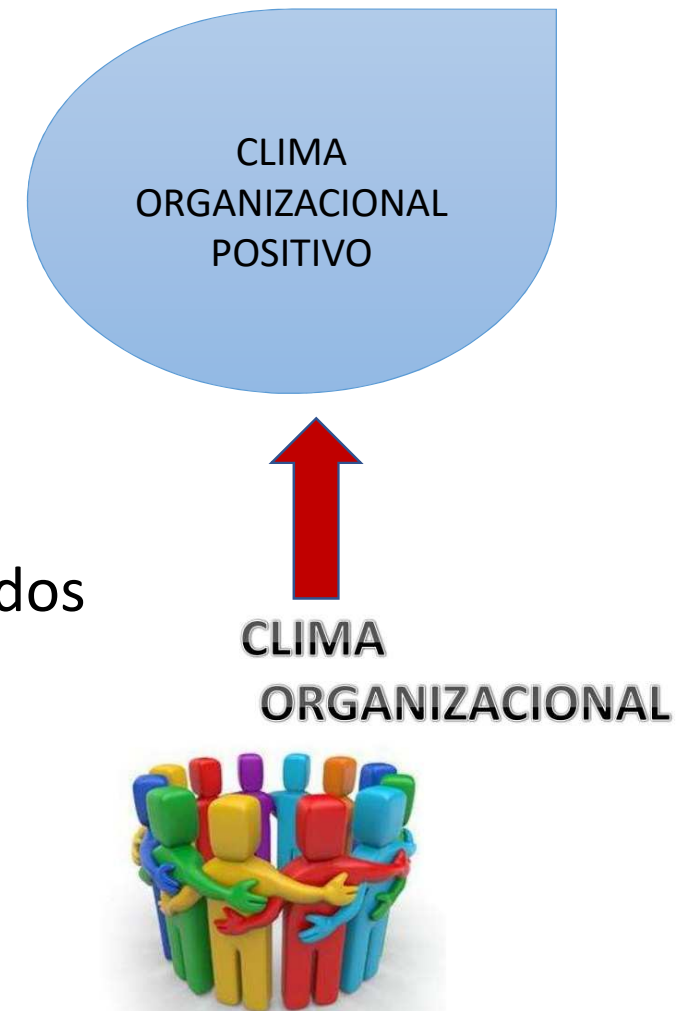 CLIMA
ORGANIZACIONAL
POSITIVO
dos
CLIMA
ORGANIZACIONAL